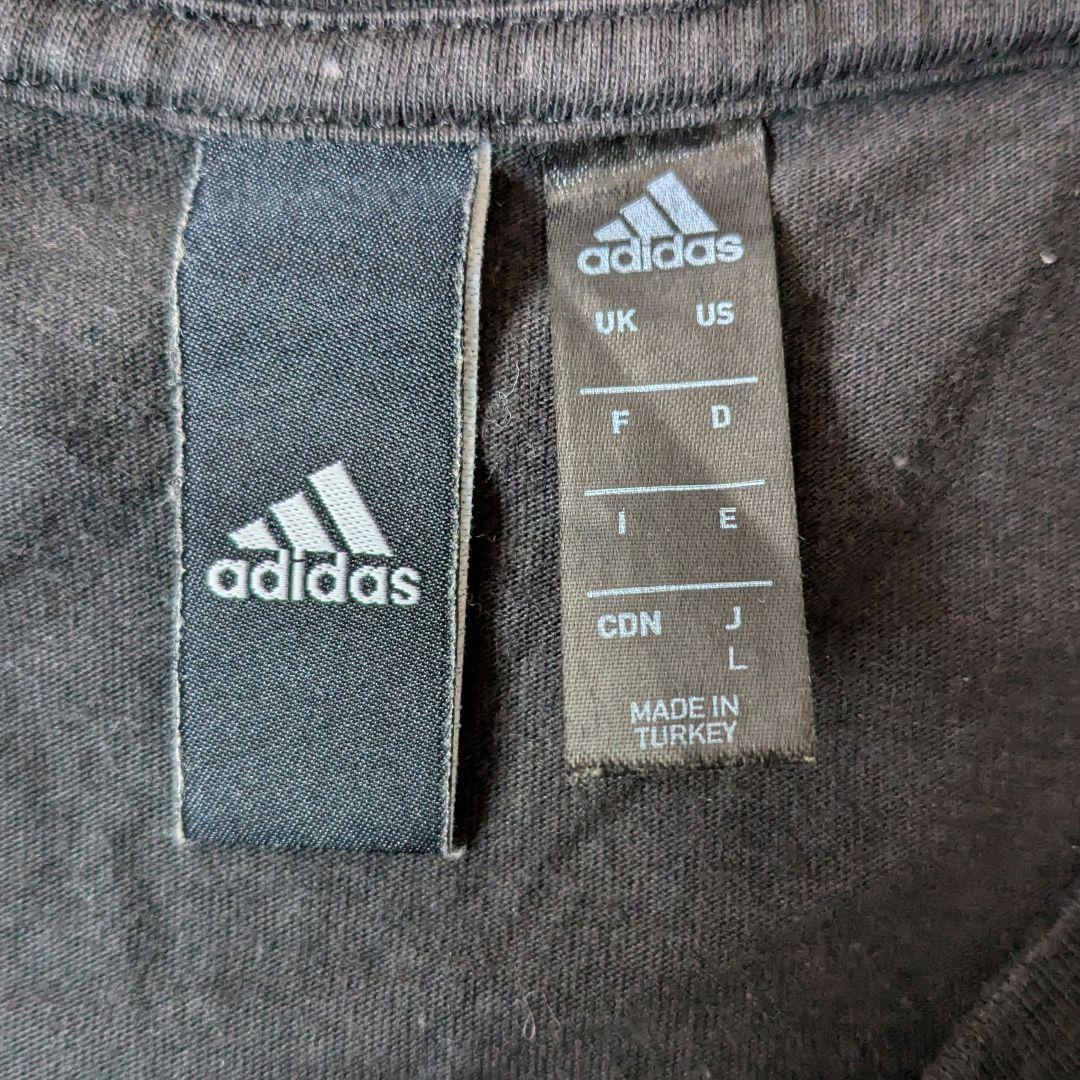 adidas
adidas
UK US
F D
I E
CDN J
L
MADE IN
TURKEY